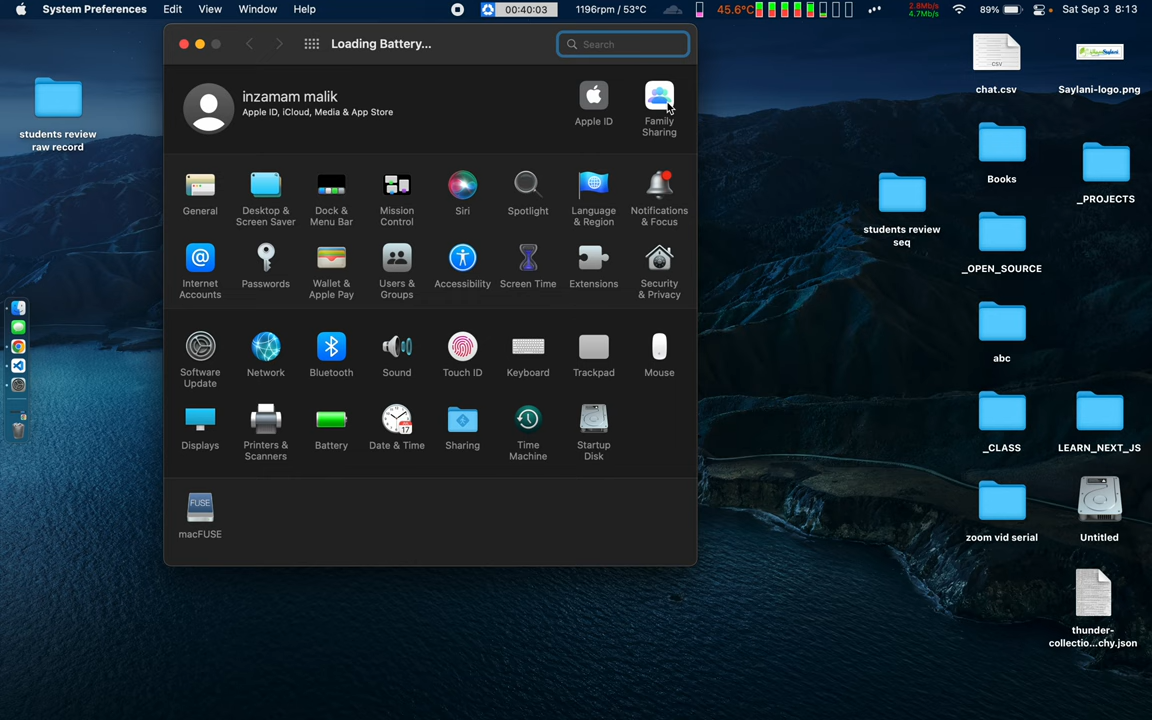 System Preferences Edit View Window Help 00:40:03 1196rpm / 53°C 45.6°C 2.8Mb/s 4.7Mb/s 89% Sat Sep 3 8:13
Loading Battery...
Search
inzamam malik
Apple ID, iCloud, Media & App Store
Apple ID
Family
Sharing
General
Desktop &
Screen Saver
Dock &
Menu Bar
Mission
Control
Siri
Spotlight
Language
& Region
Notifications
& Focus
Internet
Accounts
Passwords
Wallet &
Apple Pay
Users &
Groups
Accessibility
Screen Time
Extensions
Security
& Privacy
Software
Update
Network
Bluetooth
Sound
Touch ID
Keyboard
Trackpad
Mouse
Displays
Printers &
Scanners
Battery
17
Date & Time
Sharing
Time
Machine
Startup
Disk
FUSE
macFUSE
students review
raw record
CSV
chat.csv
Saylani-logo.png
Books
_PROJECTS
students review
seq
_OPEN_SOURCE
abc
_CLASS
LEARN_NEXT_JS
zoom vid serial
Untitled
thunder-
collectio...chy.json